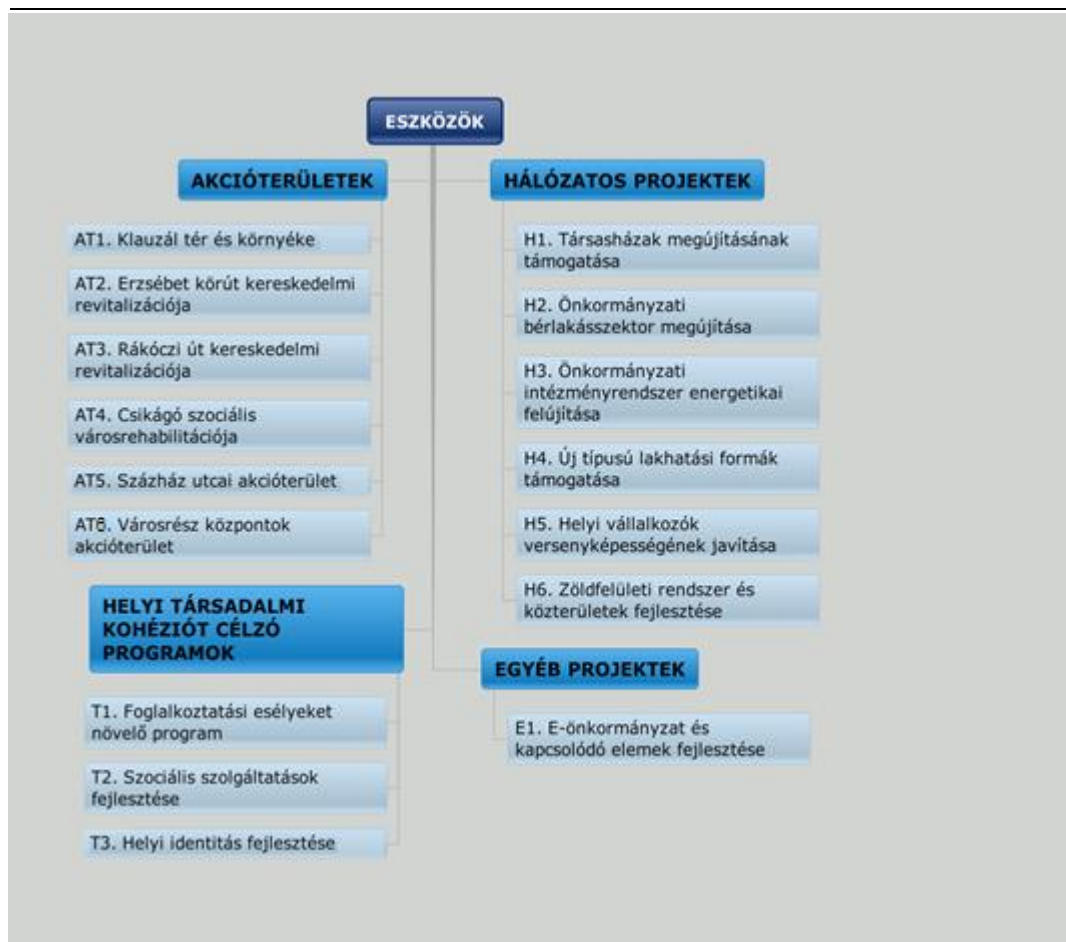 ESZKÖZÖK
AKCIÓTERÜLETEK
AT1. Klauzál tér és környéke
AT2. Erzsébet körút kereskedelmi
revitalizációja
AT3. Rákóczi út kereskedelmi
revitalizációja
AT4. Csikágó szociális
városrehabilitációja
AT5. Százház utcai akcióterület
AT6. Városrész központok
akcióterület
HÁLÓZATOS PROJEKTEK
H1. Társasházak megújításának
támogatása
H2. Önkormányzati
bérlakásszektor megújítása
H3. Önkormányzati
intézményrendszer energetikai
felújítása
H4. Új típusú lakhatási formák
támogatása
H5. Helyi vállalkozók
versenyképességének javítása
H6. Zöldfelületi rendszer és
közterületek fejlesztése
HELYI TÁRSADALMI
KOHÉZIÓT CÉLZÓ
PROGRAMOK
T1. Foglalkoztatási esélyeket
növelő program
T2. Szociális szolgáltatások
fejlesztése
T3. Helyi identitás fejlesztése
EGYÉB PROJEKTEK
E1. E-önkormányzat és
kapcsolódó elemek fejlesztése